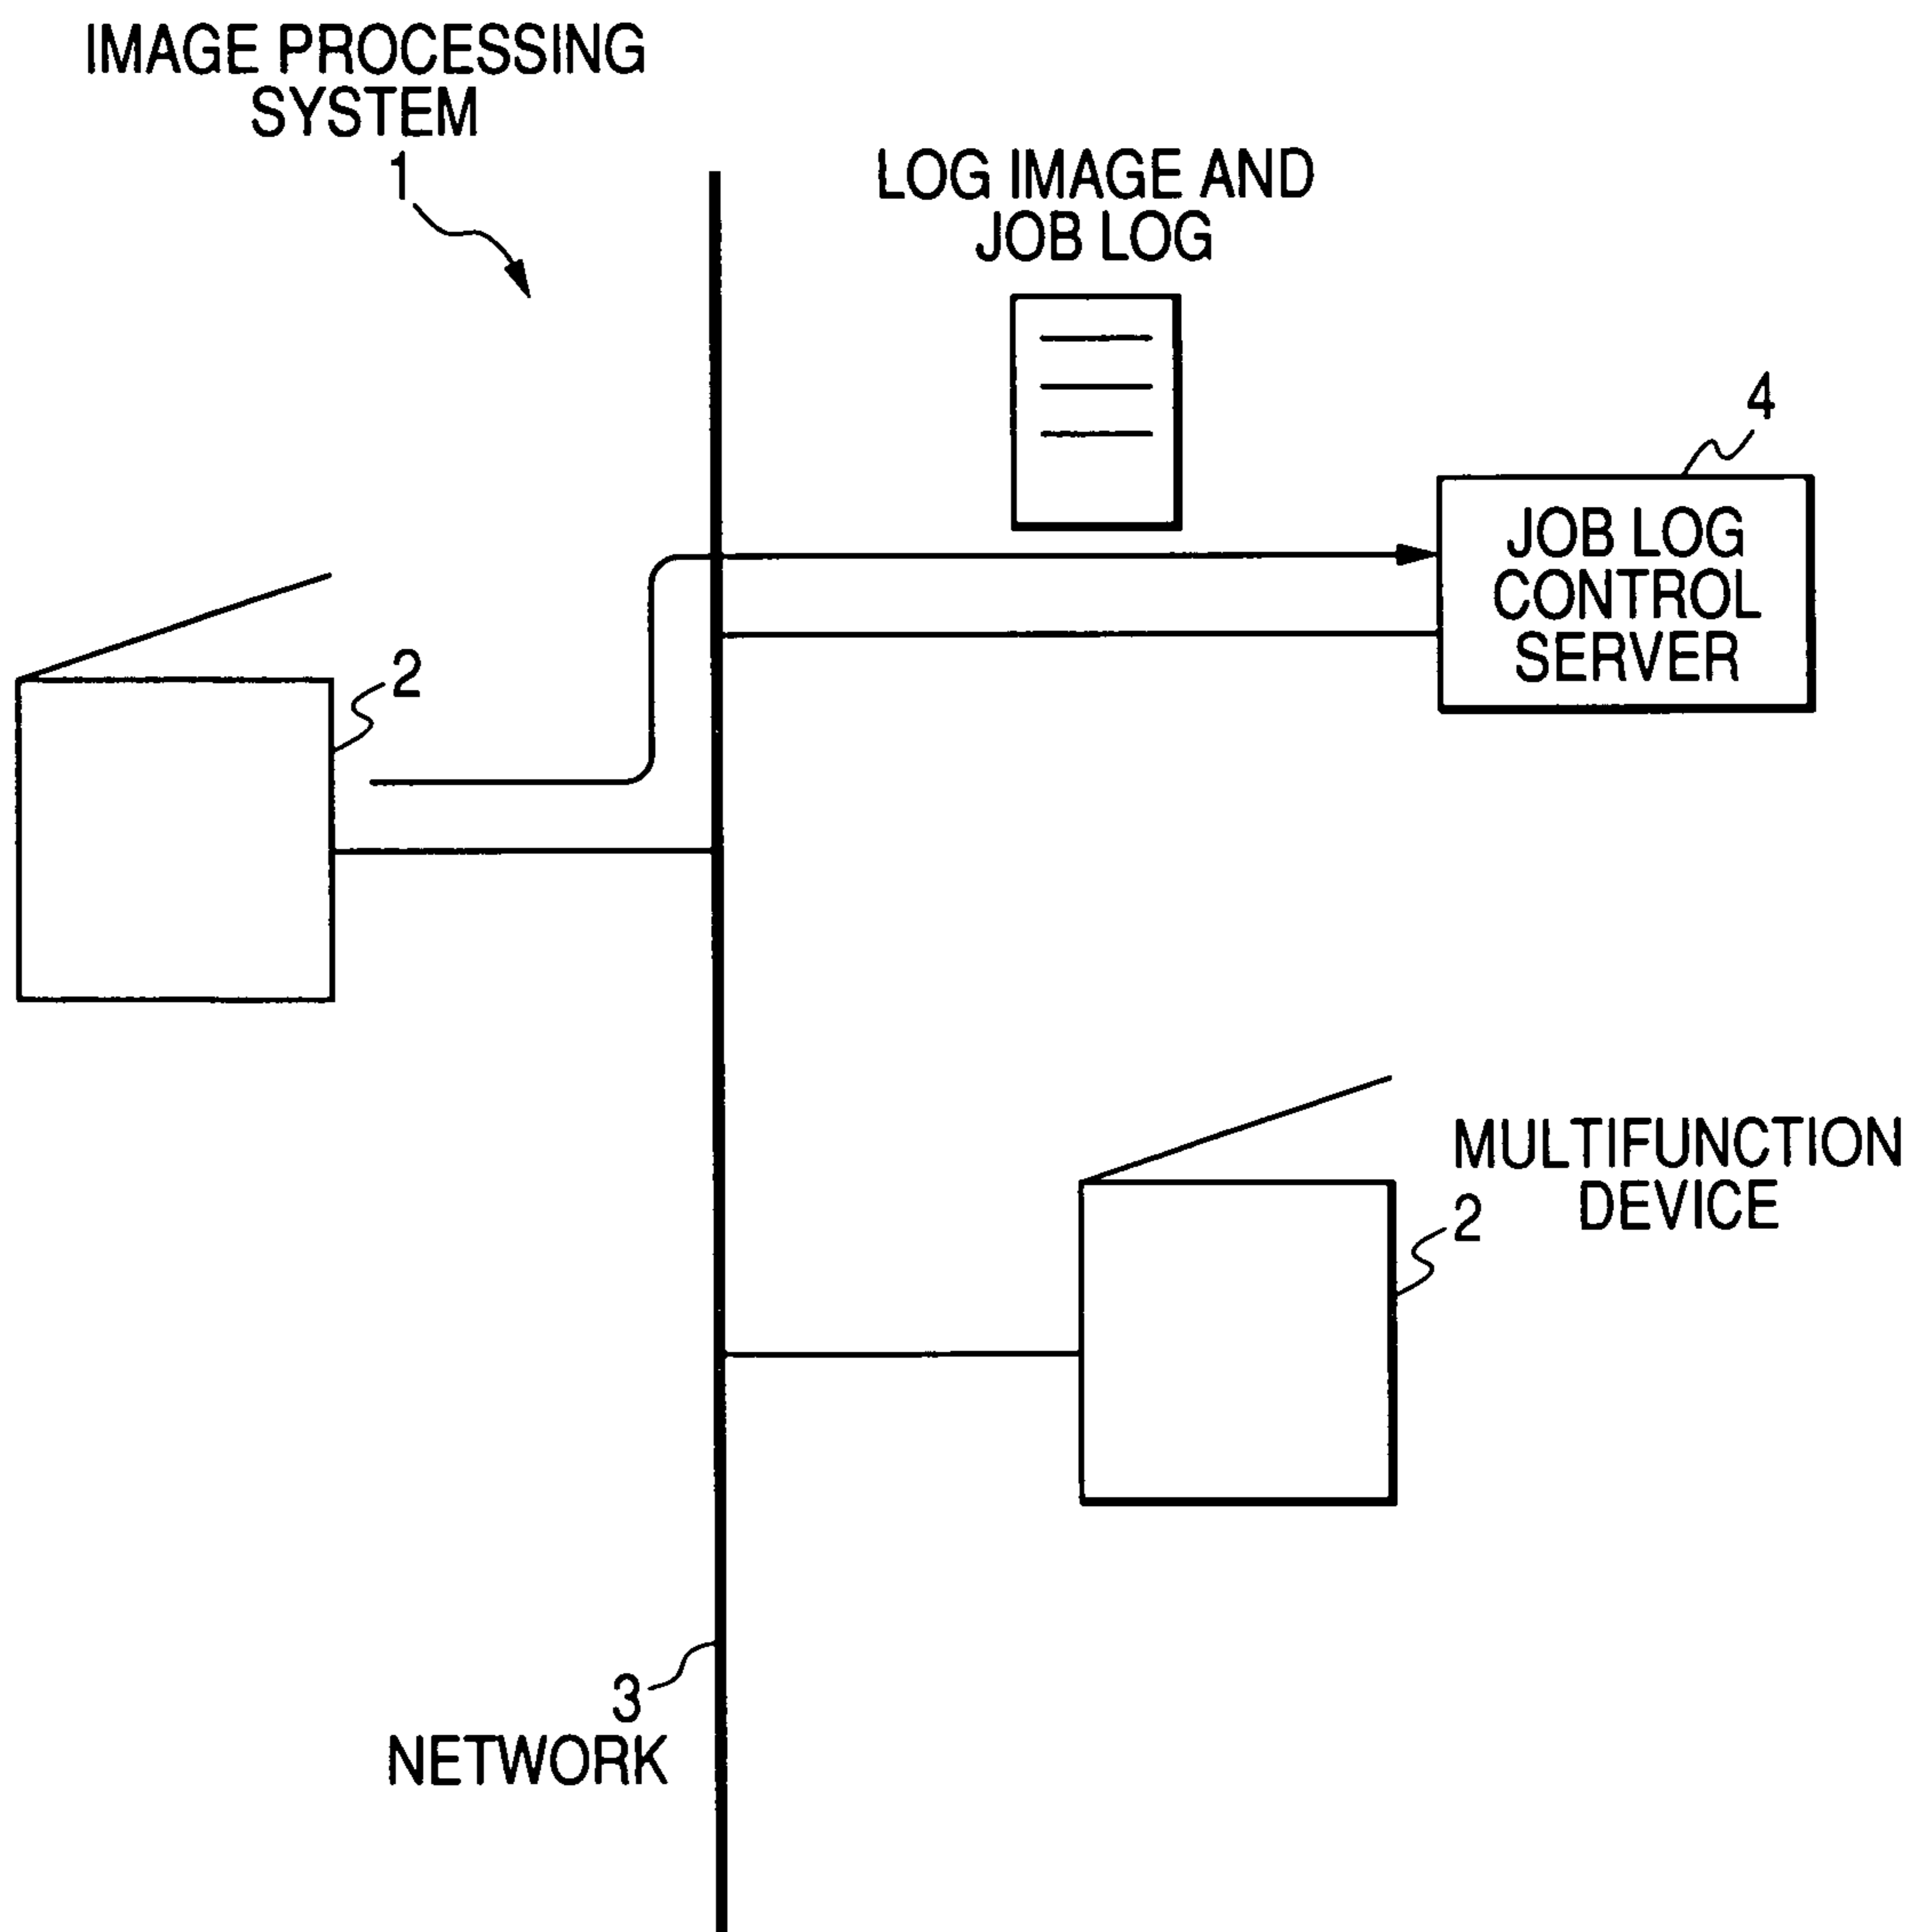 IMAGE PROCESSING
SYSTEM
1
LOG IMAGE AND
JOB LOG
4
JOB LOG
CONTROL
SERVER
2
MULTIFUNCTION
DEVICE
2
3
NETWORK